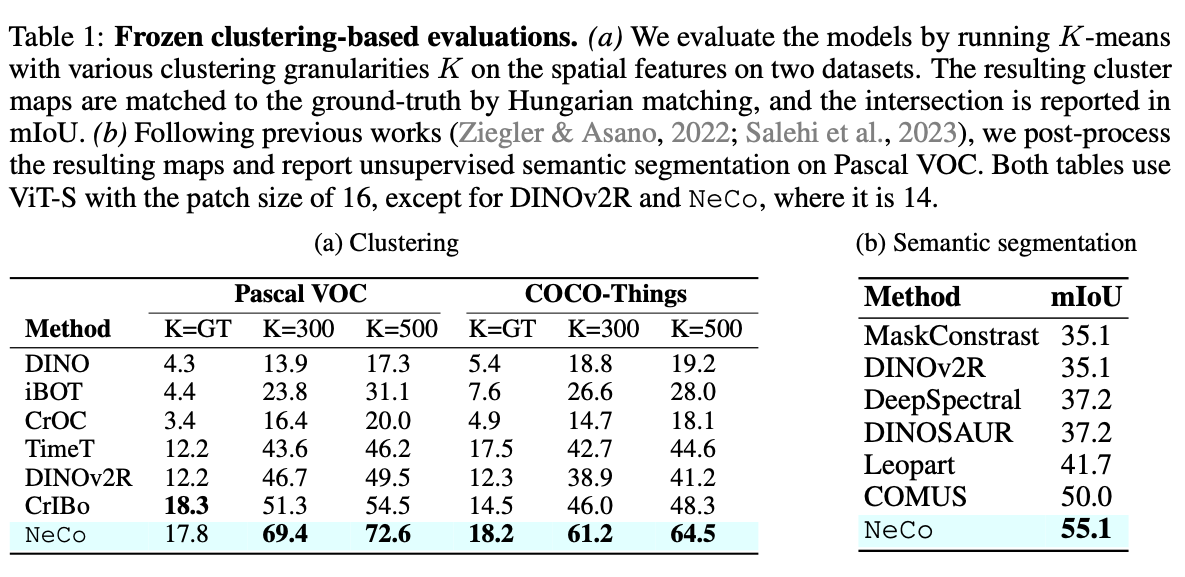 Table 1: Frozen clustering-based evaluations. (a) We evaluate the models by running K-means
with various clustering granularities K on the spatial features on two datasets. The resulting cluster
maps are matched to the ground-truth by Hungarian matching, and the intersection is reported in
mIoU. (b) Following previous works (Ziegler & Asano, 2022; Salehi et al., 2023), we post-process
the resulting maps and report unsupervised semantic segmentation on Pascal VOC. Both tables use
ViT-S with the patch size of 16, except for DINOv2R and NeCo, where it is 14.
(a) Clustering
Pascal VOC COCO-Things
Method K=GT K=300 K=500 K=GT K=300 K=500
DINO 4.3 13.9 17.3 5.4 18.8 19.2
iBOT 4.4 23.8 31.1 7.6 26.6 28.0
CrOC 3.4 16.4 20.0 4.9 14.7 18.1
TimeT 12.2 43.6 46.2 17.5 42.7 44.6
DINOv2R 12.2 46.7 49.5 12.3 38.9 41.2
CrIBo 18.3 51.3 54.5 14.5 46.0 48.3
NeCo 17.8 69.4 72.6 18.2 61.2 64.5
(b) Semantic segmentation
Method mIoU
MaskConstrast 35.1
DINOv2R 35.1
DeepSpectral 37.2
DINOSAUR 37.2
Leopart 41.7
COMUS 50.0
NeCo 55.1